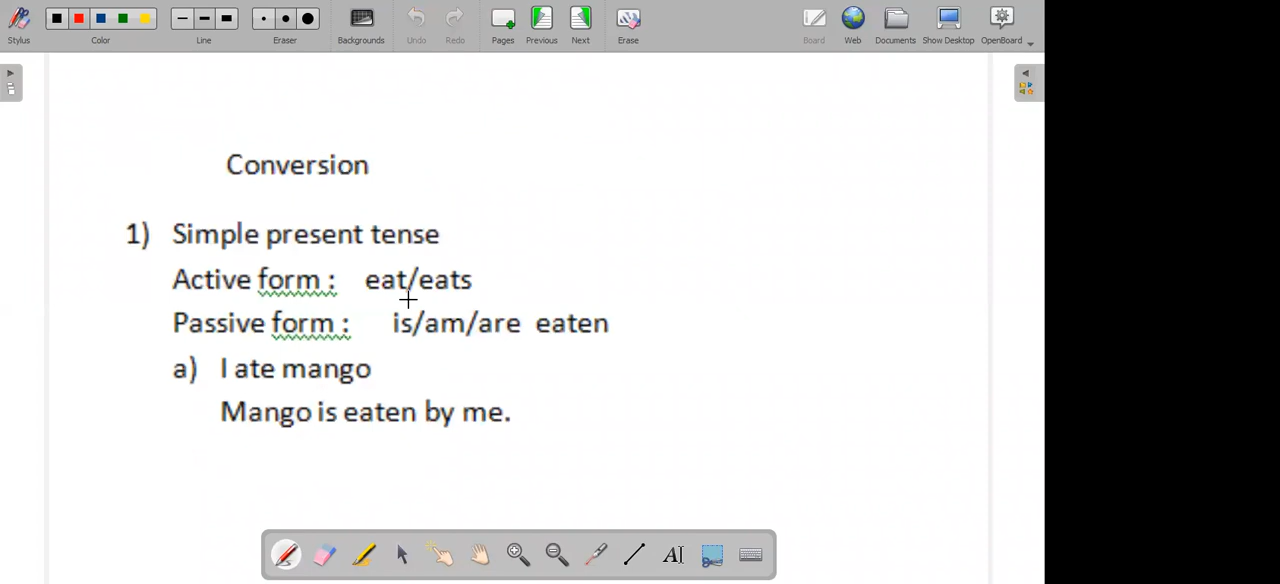 Stylus Color Line Eraser Backgrounds Undo Redo Pages Previous Next Erase Board Web Documents Show Desktop OpenBoard
Conversion
1) Simple present tense
Active form : eat/eats
Passive form : is/am/are eaten
a) I ate mango
Mango is eaten by me.